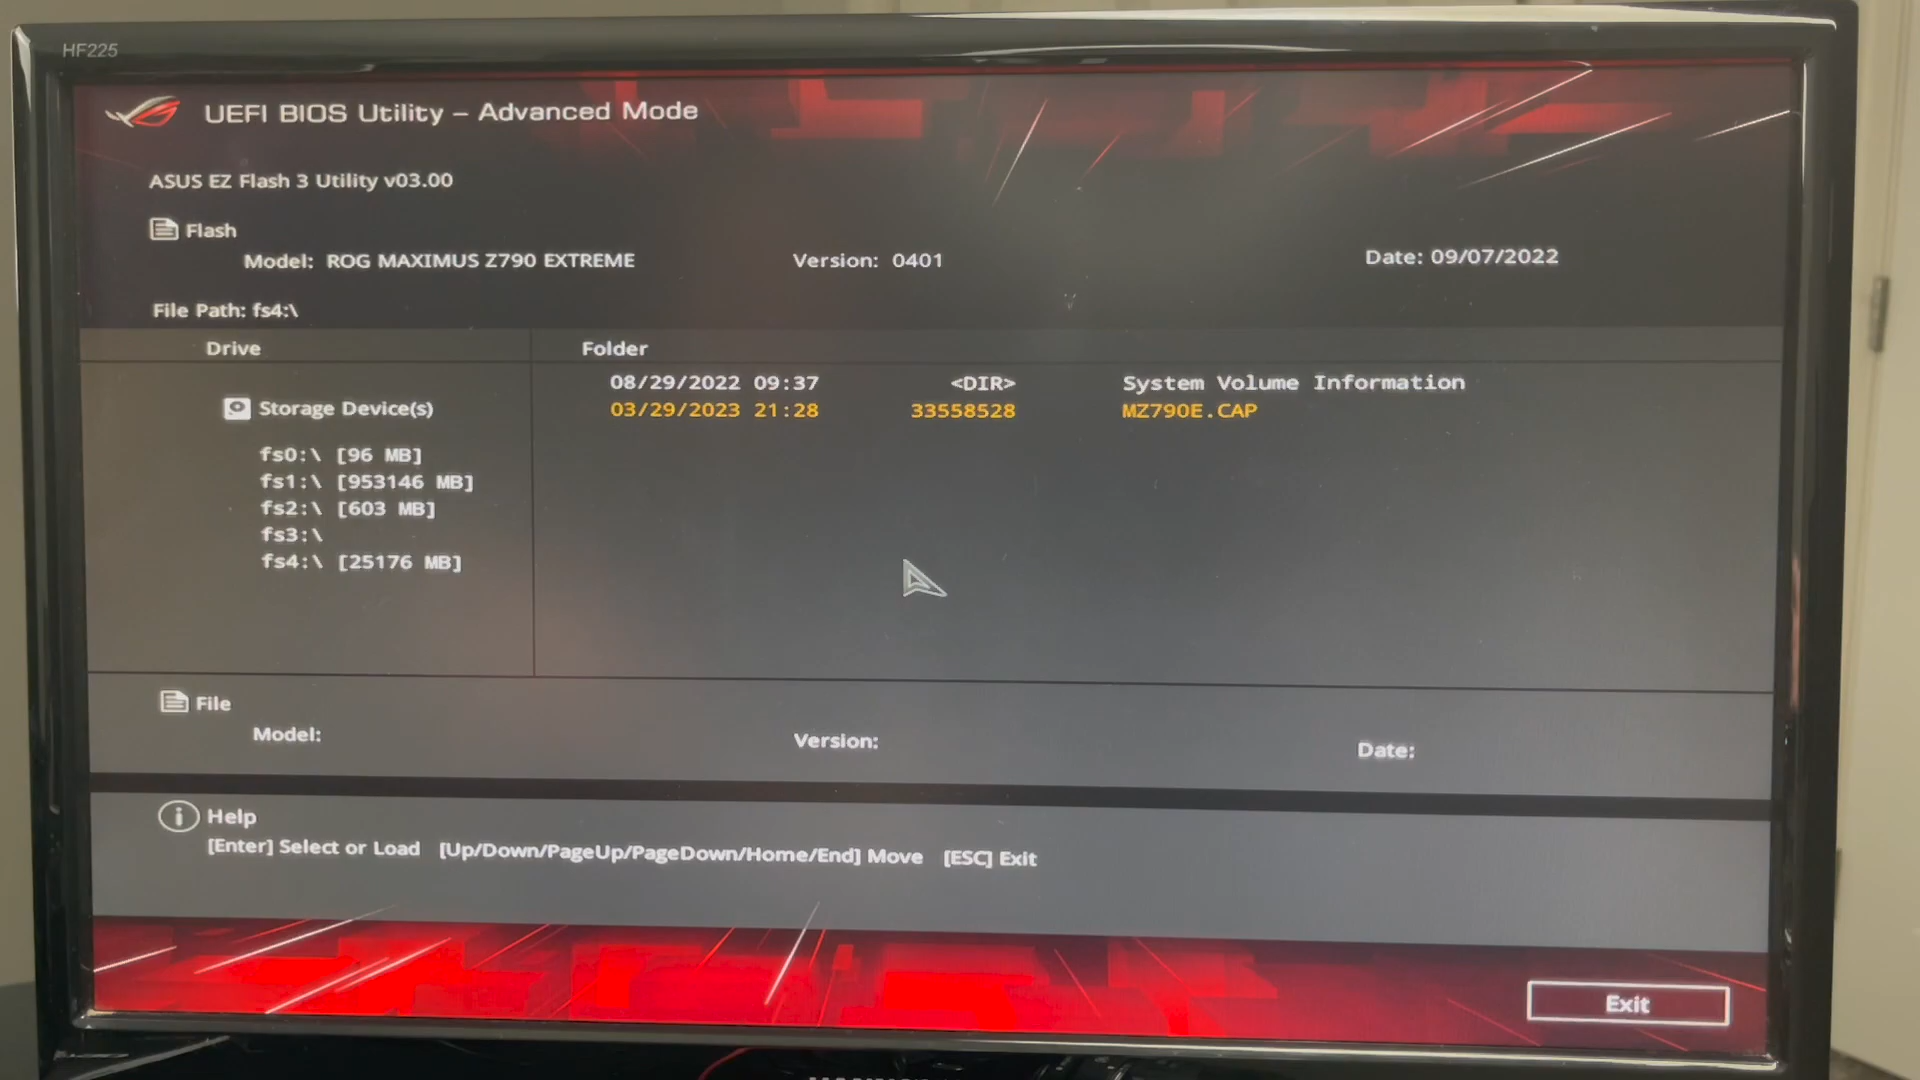 HF225
UEFI BIOS Utility – Advanced Mode
ASUS EZ Flash 3 Utility v03.00
Flash
Model: ROG MAXIMUS Z790 EXTREME Version: 0401 Date: 09/07/2022
File Path: fs4:\
Drive Folder
08/29/2022 09:37 <DIR> System Volume Information
03/29/2023 21:28 33558528 MZ790E.CAP
Storage Device(s)
fs0:\ [96 MB]
fs1:\ [953146 MB]
fs2:\ [603 MB]
fs3:\
fs4:\ [25176 MB]
File
Model: Version: Date:
Help
[Enter] Select or Load [Up/Down/PageUp/PageDown/Home/End] Move [ESC] Exit
Exit